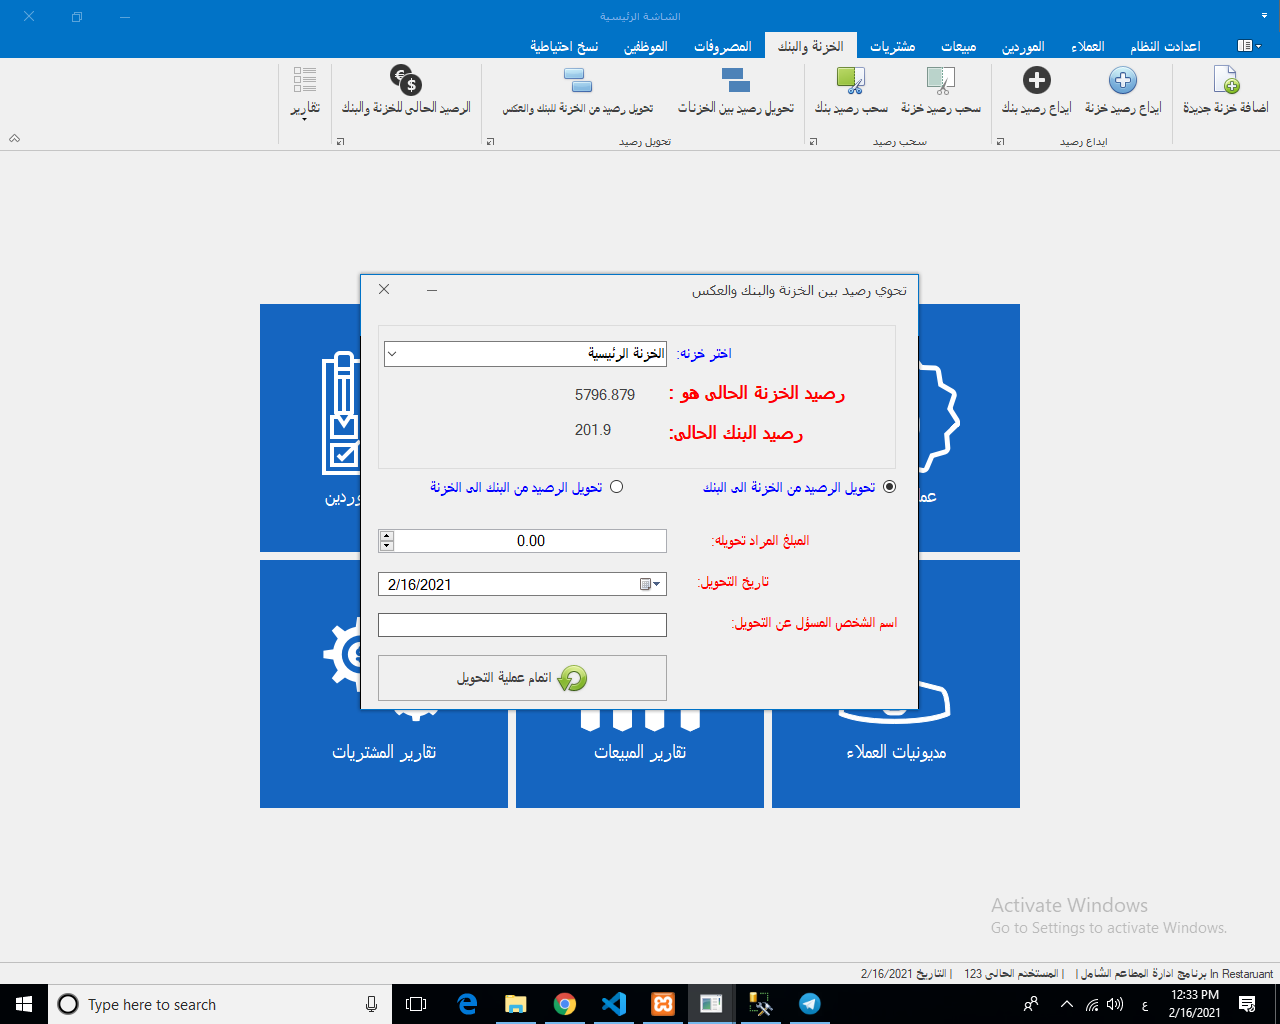 الشاشة الرئيسية
اعدادت النظام
العملاء
الموردين
مبيعات
مشتريات
الخزنة والبنك
المصروفات
الموظفين
نسخ احتياطية
اضافة خزنة جديدة
ايداع رصيد خزنة
ايداع رصيد بنك
سحب رصيد خزنة
سحب رصيد بنك
تحويل رصيد بين الخزنات
تحويل رصيد من الخزنة للبنك والعكس
الرصيد الحالى للخزنة والبنك
تقارير
ايداع رصيد
سحب رصيد
تحويل رصيد
تحوي رصيد بين الخزنة والبنك والعكس
اختر خزنه:
الخزنة الرئيسية
رصيد الخزنة الحالى هو :
5796.879
رصيد البنك الحالى:
201.9
تحويل الرصيد من الخزنة الى البنك
تحويل الرصيد من البنك الى الخزنة
المبلغ المراد تحويله:
0.00
تاريخ التحويل:
2/16/2021
اسم الشخص المسؤل عن التحويل:
اتمام عملية التحويل
مديونيات العملاء
تقارير المبيعات
تقارير المشتريات
Activate Windows
Go to Settings to activate Windows.
In Restaruant برنامج ادارة المطاعم الشامل | | المستخدم الحالى 123 | التاريخ 2/16/2021
Type here to search
ع
12:33 PM
2/16/2021